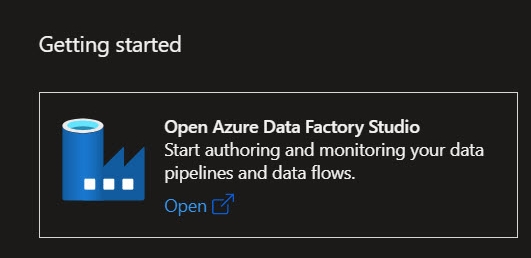 Getting started
Open Azure Data Factory Studio
Start authoring and monitoring your data
pipelines and data flows.
Open